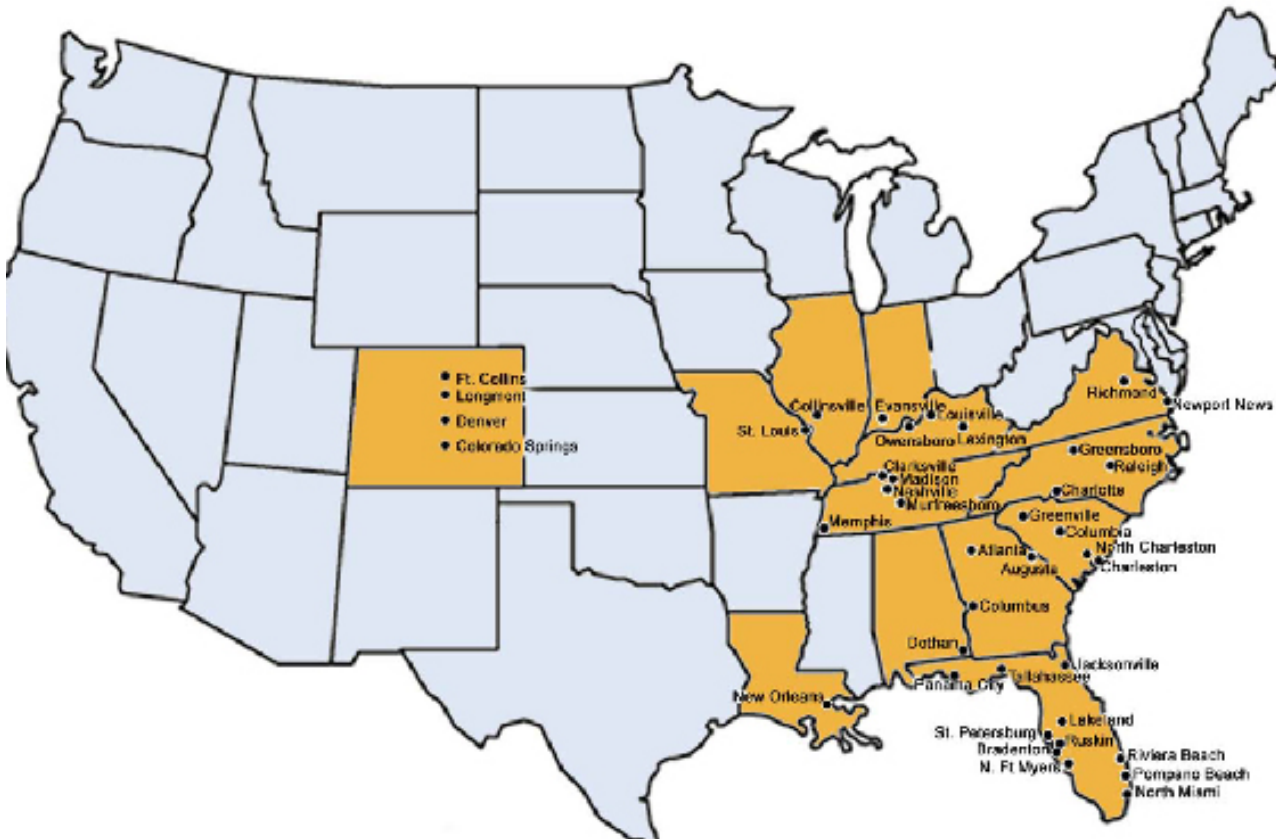 Ft. Collins
Longmont
Denver
Colorado Springs
Collinsville
Evansville
Louisville
Richmond
Newport News
St. Louis
Owensboro
Lexington
Greensboro
Raleigh
Clarksville
Madison
Nashville
Murfreesboro
Charlotte
Memphis
Greenville
Columbia
Atlanta
North Charleston
Augusta
Charleston
Columbus
Dothan
Jacksonville
Tallahassee
Panama City
New Orleans
Lakeland
St. Petersburg
Ruskin
Bradenton
Riviera Beach
N. Ft Myers
Pompano Beach
North Miami